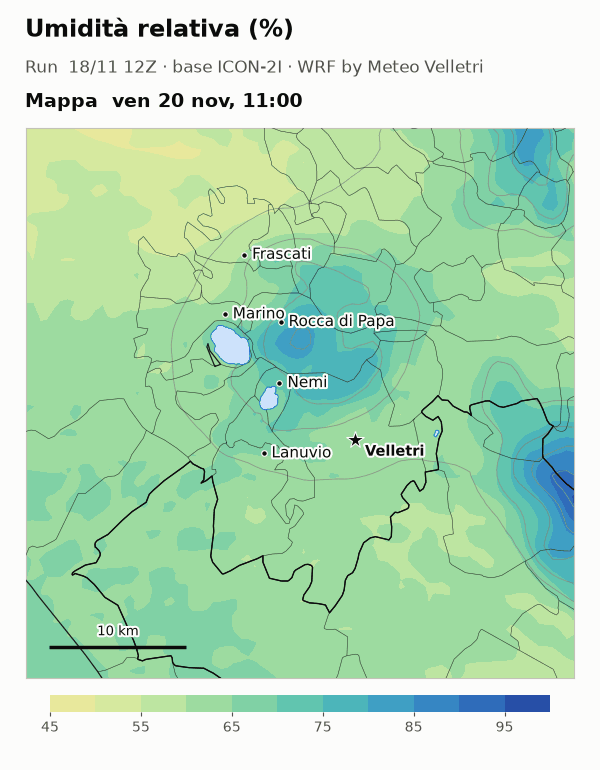 Umidità relativa (%)
Run  18/11 12Z · base ICON-2I · WRF by Meteo Velletri
Mappa  ven 20 nov, 11:00
Frascati
Marino
Rocca di Papa
Nemi
Velletri
Lanuvio
10 km
45 55 65 75 85 95